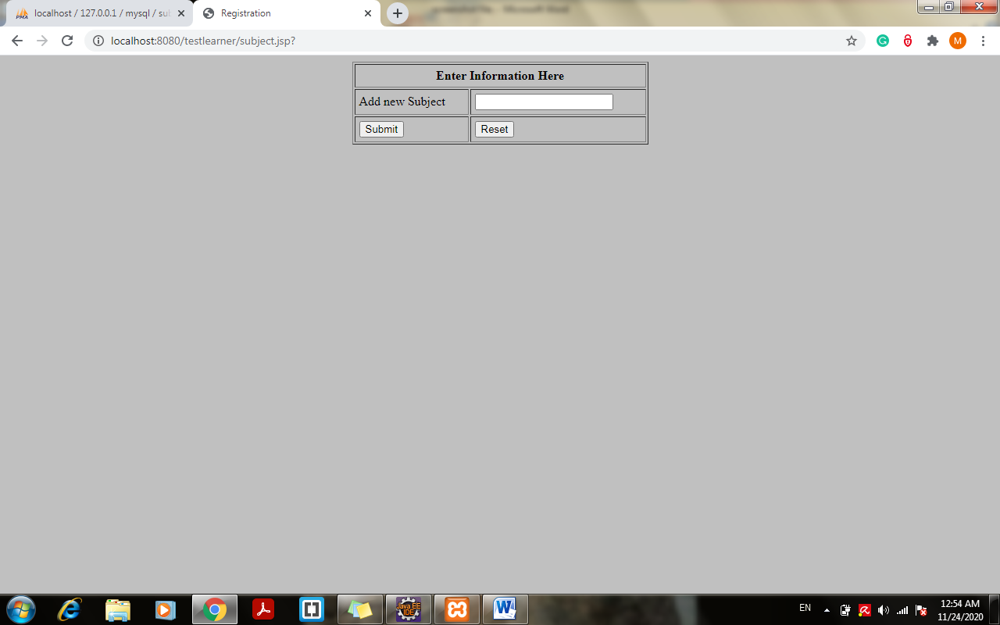 localhost / 127.0.0.1 / mysql / sul
Registration
localhost:8080/testlearner/subject.jsp?
M
Enter Information Here
Add new Subject
Submit
Reset
PMA
Java EE
IDE
W
EN
12:54 AM
11/24/2020